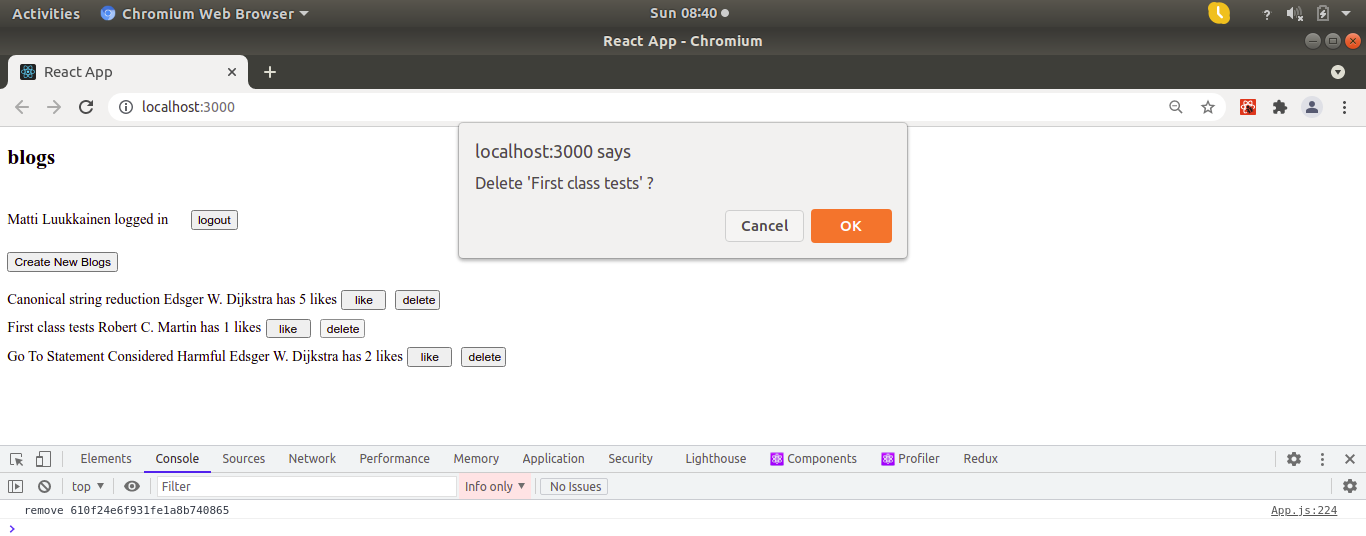 Activities Chromium Web Browser Sun 08:40 ?
React App - Chromium
React App
localhost:3000
localhost:3000 says
Delete 'First class tests' ?
Cancel OK
blogs
Matti Luukkainen logged in logout
Create New Blogs
Canonical string reduction Edsger W. Dijkstra has 5 likes like delete
First class tests Robert C. Martin has 1 likes like delete
Go To Statement Considered Harmful Edsger W. Dijkstra has 2 likes like delete
Elements Console Sources Network Performance Memory Application Security Lighthouse Components Profiler Redux
top Filter Info only No Issues
remove 610f24e6f931fe1a8b740865 App.js:224